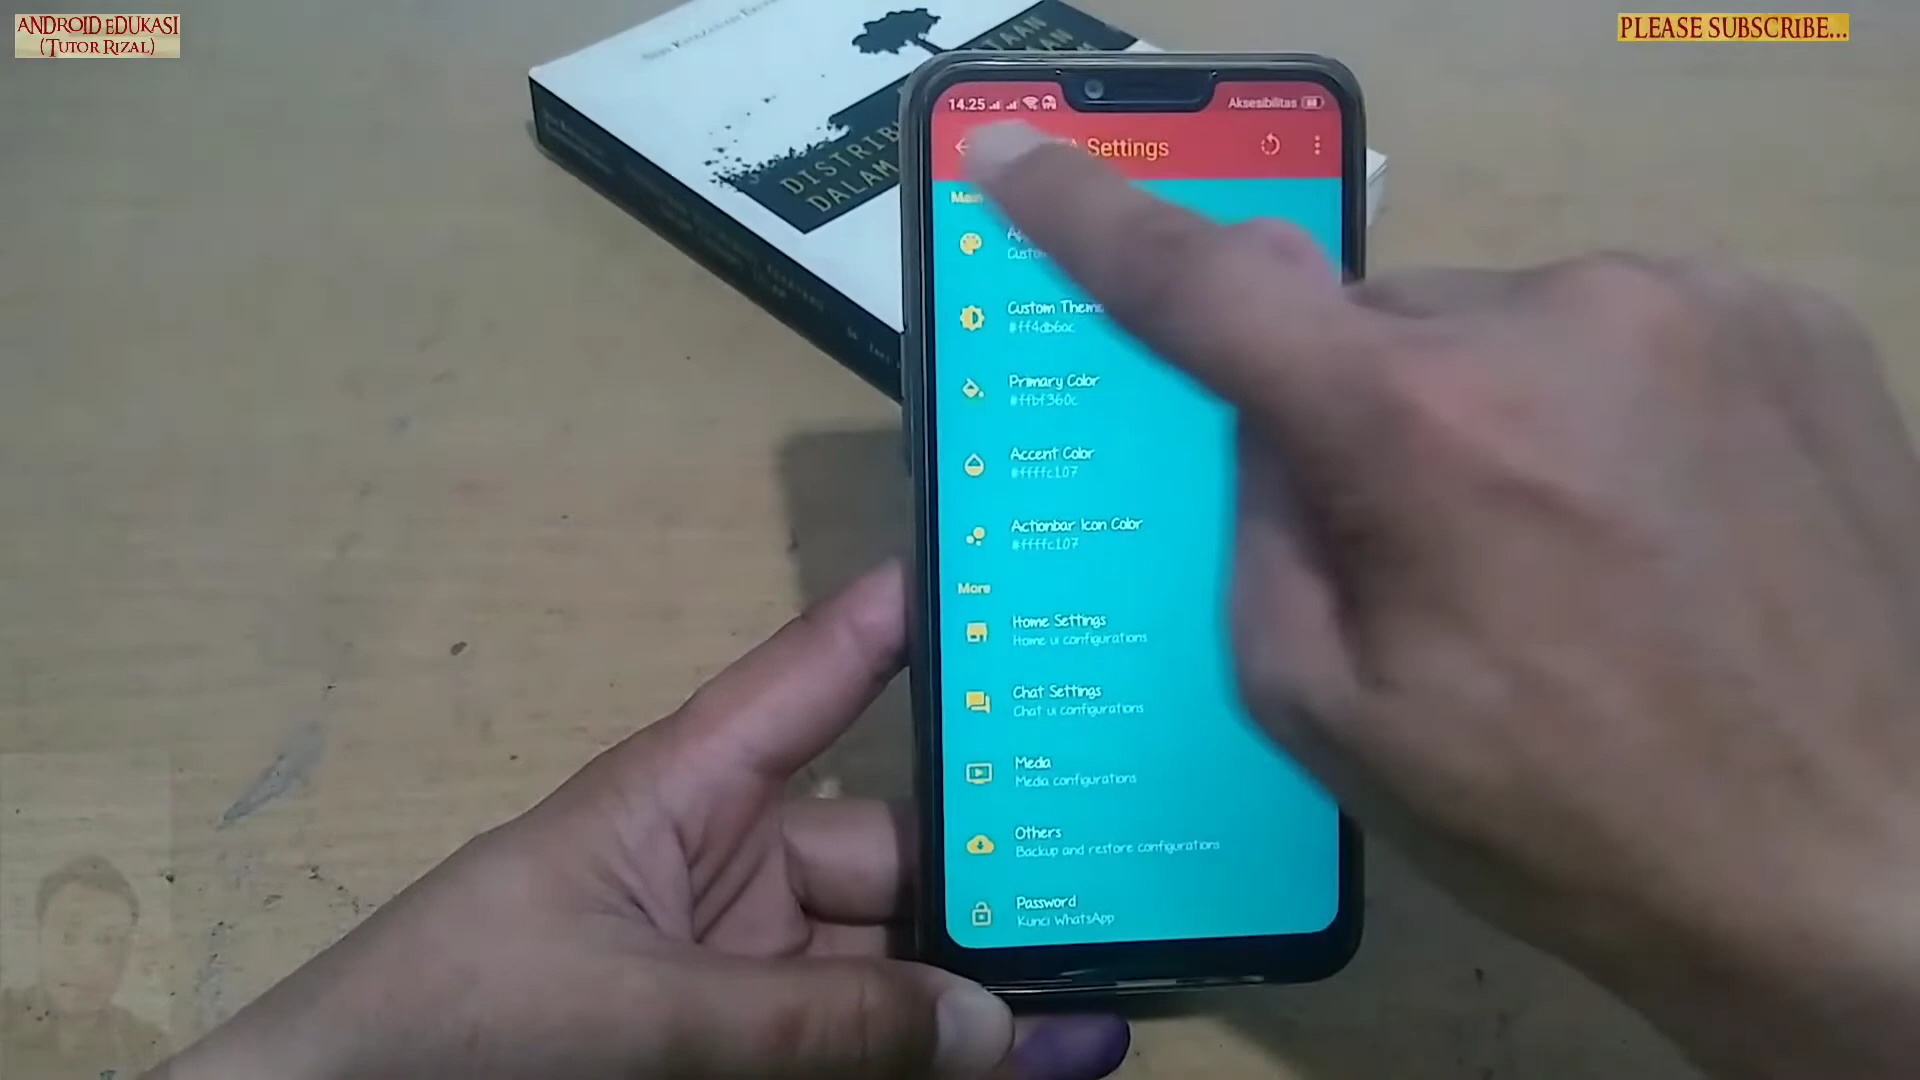 ANDROID EDUKASI
(TUTOR RIZAL)
PLEASE SUBSCRIBE...
DISTRIB
DALAM
14.25
Aksesibilitas
68
Settings
Main
Custom Theme
#ff4db6ac
Primary Color
#ffbf360c
Accent Color
#ffffc107
Actionbar Icon Color
#ffffc107
More
Home Settings
Home ui configurations
Chat Settings
Chat ui configurations
Media
Media configurations
Others
Backup and restore configurations
Password
Kunci WhatsApp